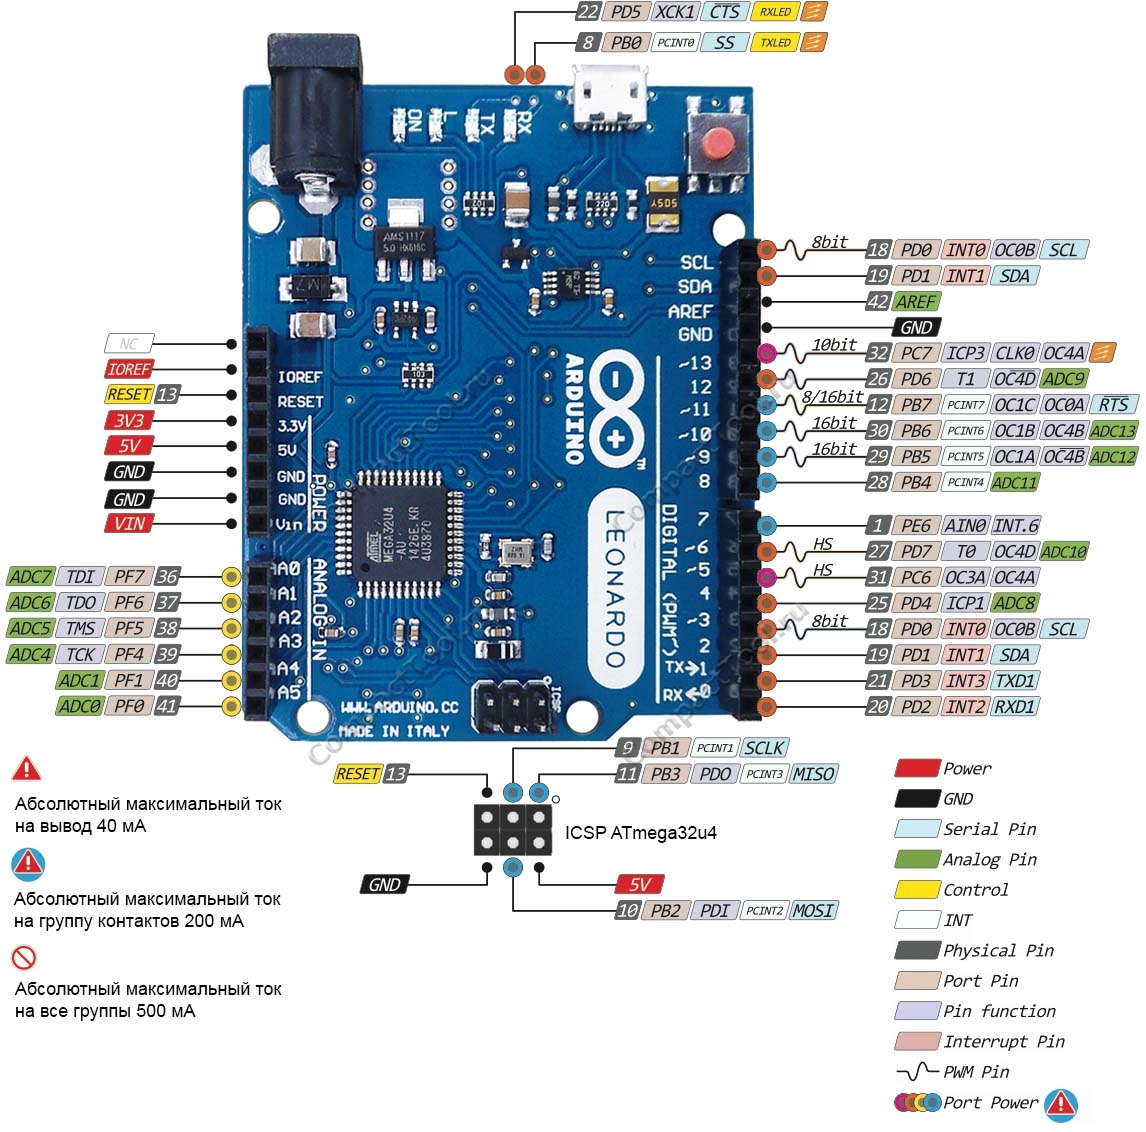 22 PD5 XCK1 CTS RXLED
8 PB0 PCINT0 SS TXLED
ON L TX RX
AMS1117
5.0 HX616C
M7
201
220
505Y
103
SCL
SDA
AREF
GND
~13
12
~11
~10
~9
8
7
~6
~5
4
~3
2
TX→1
RX←0
DIGITAL (PWM~)
ARDUINO
TM
LEONARDO
IOREF
RESET
3.3V
5V
GND
GND
Vin
POWER
A0
A1
A2
A3
A4
A5
ANALOG IN
ATMEL
MEGA32U4
-AU
1426E KR
4U3870
WWW.ARDUINO.CC
MADE IN ITALY
ICSP
8bit 18 PD0 INT0 OC0B SCL
19 PD1 INT1 SDA
42 AREF
GND
10bit 32 PC7 ICP3 CLK0 OC4A
26 PD6 T1 OC4D ADC9
8/16bit 12 PB7 PCINT7 OC1C OC0A RTS
16bit 30 PB6 PCINT6 OC1B OC4B ADC13
16bit 29 PB5 PCINT5 OC1A OC4B ADC12
28 PB4 PCINT4 ADC11
1 PE6 AIN0 INT.6
HS 27 PD7 T0 OC4D ADC10
HS 31 PC6 OC3A OC4A
25 PD4 ICP1 ADC8
8bit 18 PD0 INT0 OC0B SCL
19 PD1 INT1 SDA
21 PD3 INT3 TXD1
20 PD2 INT2 RXD1
NC
IOREF
RESET 13
3V3
5V
GND
GND
VIN
ADC7 TDI PF7 36
ADC6 TDO PF6 37
ADC5 TMS PF5 38
ADC4 TCK PF4 39
ADC1 PF1 40
ADC0 PF0 41
9 PB1 PCINT1 SCLK
RESET 13
11 PB3 PDO PCINT3 MISO
ICSP ATmega32u4
GND
5V
10 PB2 PDI PCINT2 MOSI
Абсолютный максимальный ток
на вывод 40 мА
Абсолютный максимальный ток
на группу контактов 200 мА
Абсолютный максимальный ток
на все группы 500 мА
Power
GND
Serial Pin
Analog Pin
Control
INT
Physical Pin
Port Pin
Pin function
Interrupt Pin
PWM Pin
Port Power